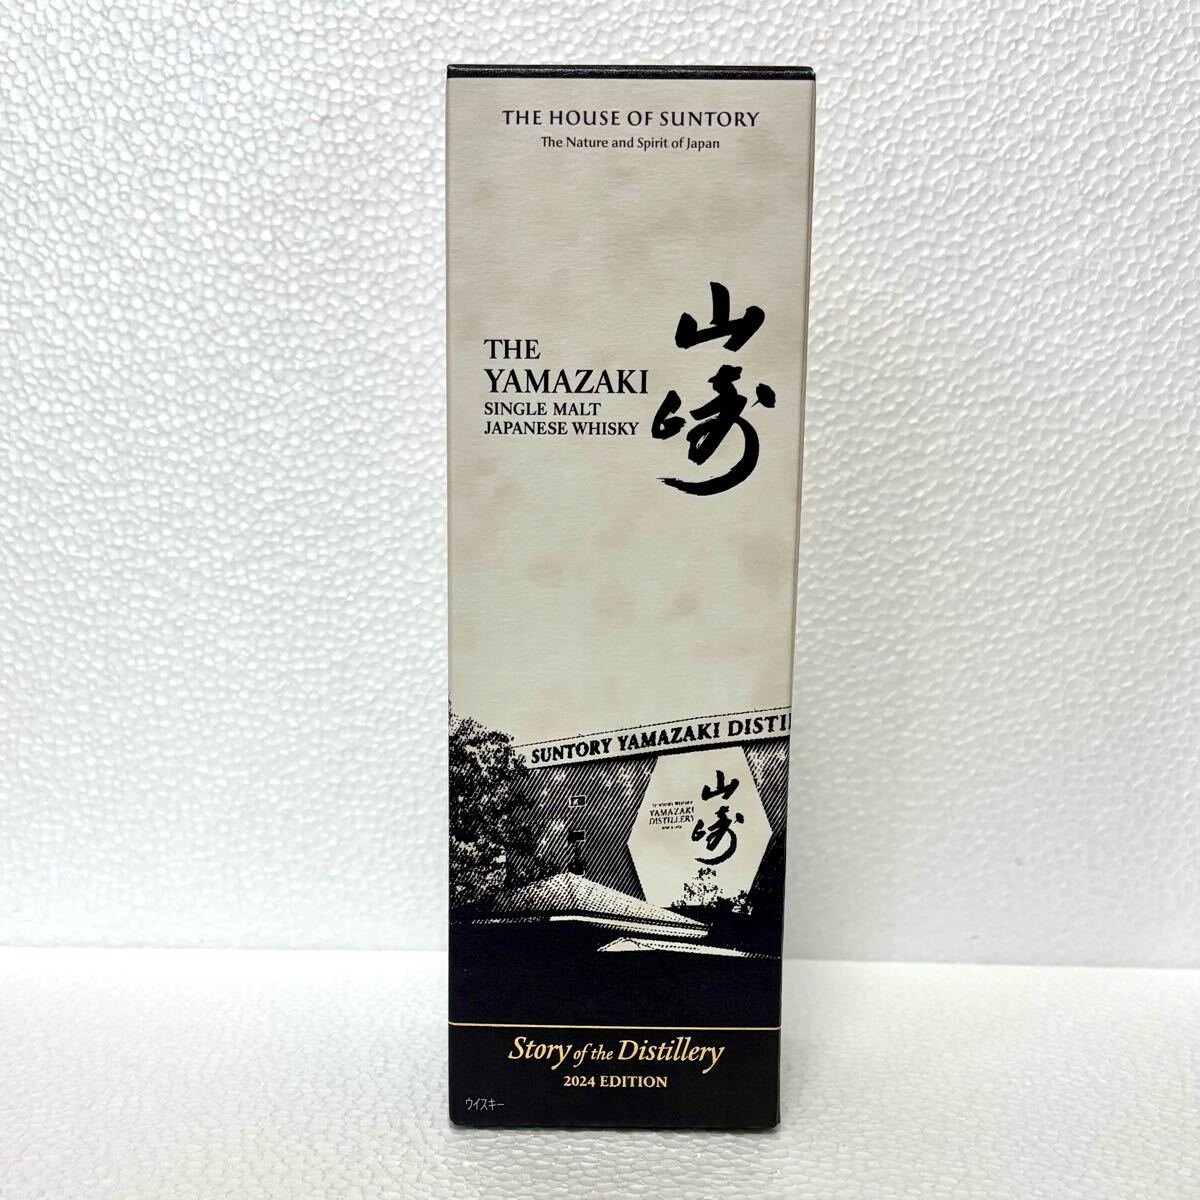 THE HOUSE OF SUNTORY
The Nature and Spirit of Japan
山崎
THE
YAMAZAKI
SINGLE MALT
JAPANESE WHISKY
SUNTORY YAMAZAKI DISTI
山崎
YAMAZAKI
DISTILLERY
Story of the Distillery
2024 EDITION
ウイスキー